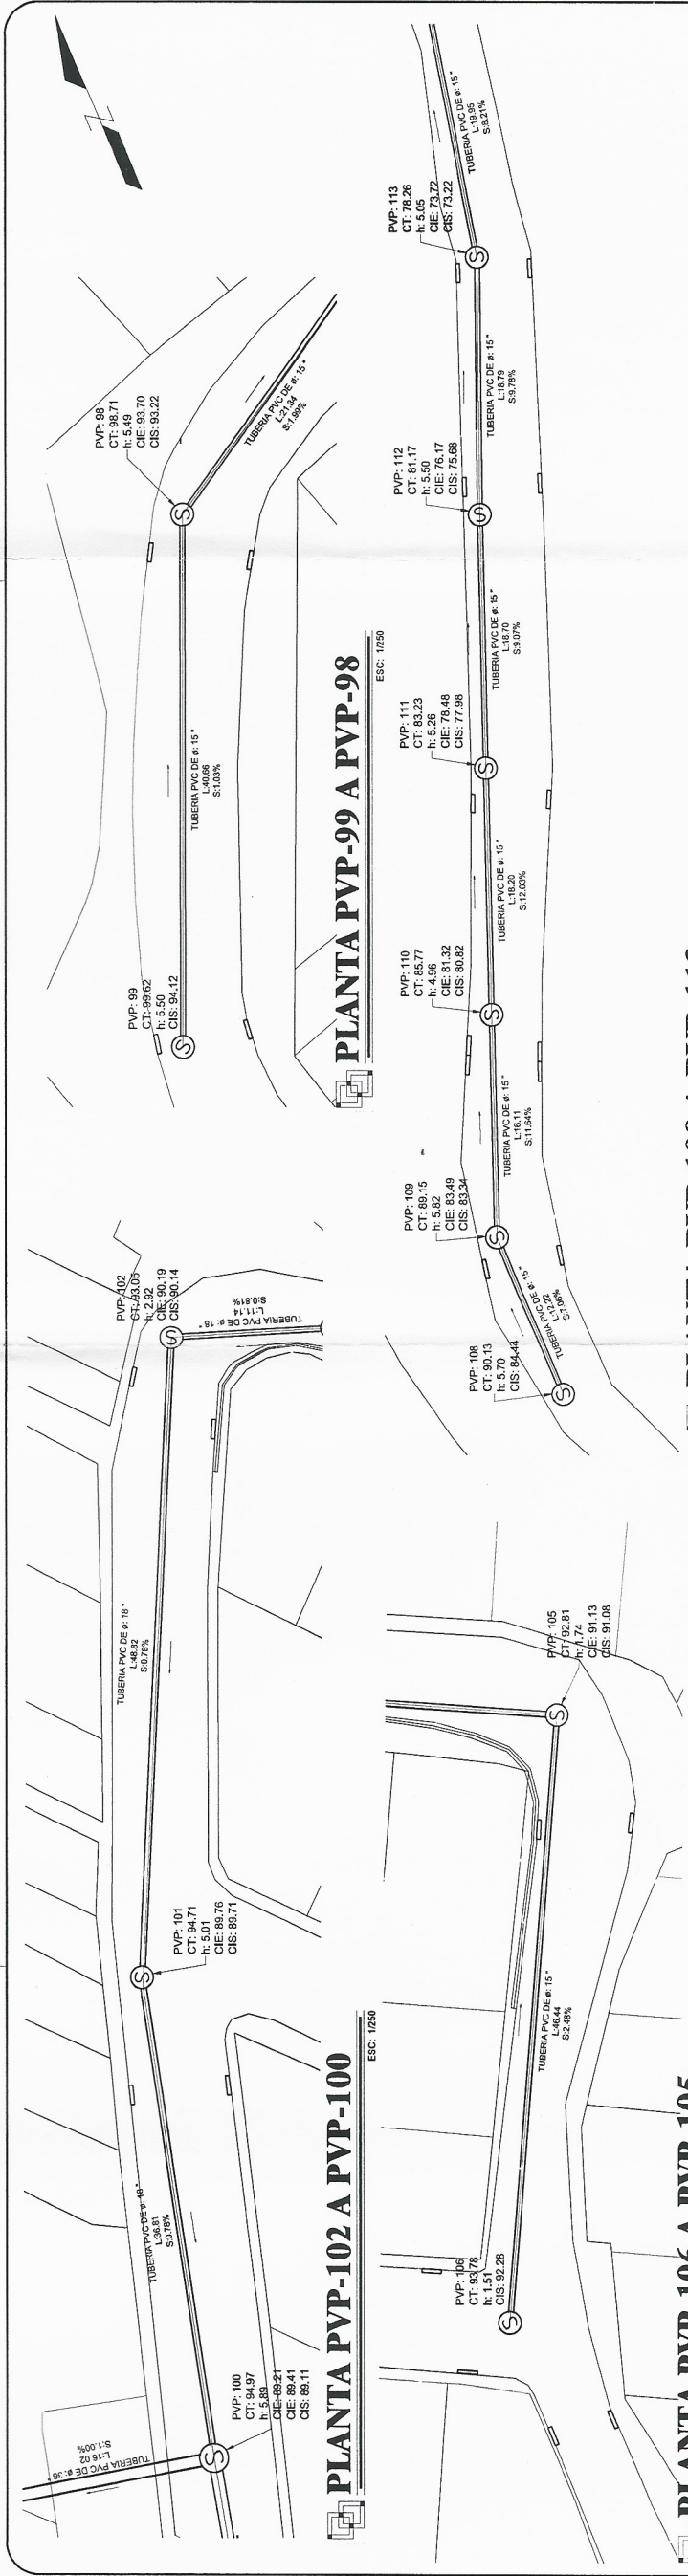 PVP: 98
CT: 98.71
h: 5.49
CIE: 93.70
CIS: 93.22
TUBERIA PVC DE ø: 15"
L:21.34
S:1.99%
TUBERIA PVC DE ø: 15"
L:40.66
S:1.03%
PVP: 99
CT: 99.62
h: 5.50
CIS: 94.12
PLANTA PVP-99 A PVP-98
ESC: 1/250
TUBERIA PVC DE ø: 15"
L:19.95
S:8.21%
PVP: 113
CT: 78.26
h: 5.05
CIE: 73.72
CIS: 73.22
TUBERIA PVC DE ø: 15"
L:18.79
S:9.78%
PVP: 112
CT: 81.17
h: 5.50
CIE: 76.17
CIS: 75.68
TUBERIA PVC DE ø: 15"
L:18.70
S:9.07%
PVP: 111
CT: 83.23
h: 5.26
CIE: 78.48
CIS: 77.98
TUBERIA PVC DE ø: 15"
L:18.20
S:12.03%
PVP: 110
CT: 85.77
h: 4.96
CIE: 81.32
CIS: 80.82
TUBERIA PVC DE ø: 15"
L:16.11
S:11.64%
PVP: 109
CT: 89.15
h: 5.82
CIE: 83.49
CIS: 83.34
TUBERIA PVC DE ø: 15"
L:12.22
S:7.06%
PVP: 108
CT: 90.13
h: 5.70
CIS: 84.44
PVP: 102
CT: 93.05
h: 2.92
CIE: 90.19
CIS: 90.14
TUBERIA PVC DE ø: 18"
L:11.14
S:0.81%
TUBERIA PVC DE ø: 18"
L:48.82
S:0.78%
PVP: 101
CT: 94.71
h: 5.01
CIE: 89.76
CIS: 89.71
TUBERIA PVC DE ø: 18"
L:36.81
S:0.78%
PVP: 100
CT: 94.97
h: 5.89
CIE: 89.21
CIE: 89.41
CIS: 89.11
TUBERIA PVC DE ø: 36"
L:16.02
S:1.00%
PLANTA PVP-102 A PVP-100
ESC: 1/250
PVP: 105
CT: 92.81
h: 1.74
CIE: 91.13
CIS: 91.08
TUBERIA PVC DE ø: 15"
L:46.44
S:2.48%
PVP: 106
CT: 93.78
h: 1.51
CIS: 92.28
PLANTA PVP-106 A PVP-105